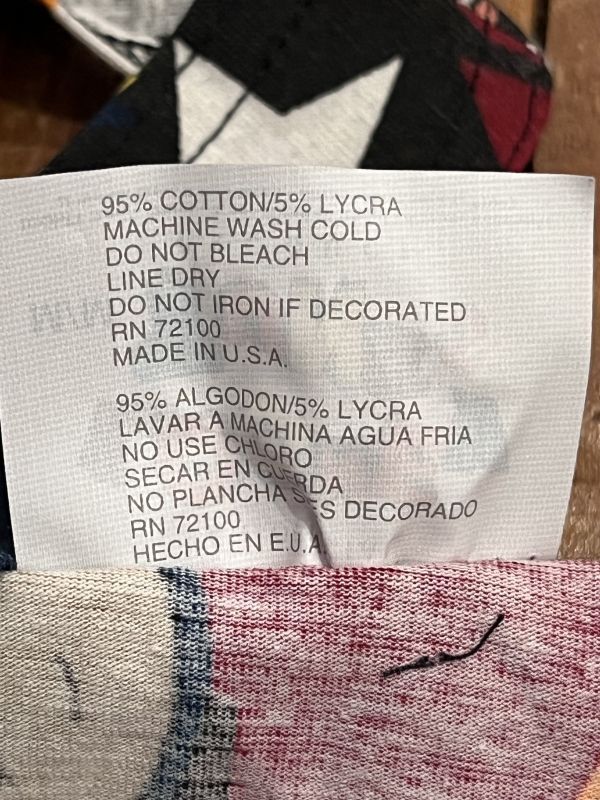 95% COTTON/5% LYCRA
MACHINE WASH COLD
DO NOT BLEACH
LINE DRY
DO NOT IRON IF DECORATED
RN 72100
MADE IN U.S.A.
95% ALGODON/5% LYCRA
LAVAR A MACHINA AGUA FRIA
NO USE CHLORO
SECAR EN CUERDA
NO PLANCHA S ES DECORADO
RN 72100
HECHO EN E.U.A.